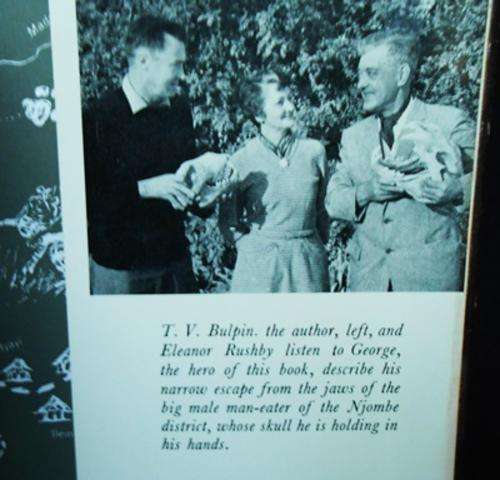 T. V. Bulpin. the author, left, and
Eleanor Rushby listen to George,
the hero of this book, describe his
narrow escape from the jaws of the
big male man-eater of the Njombe
district, whose skull he is holding in
his hands.